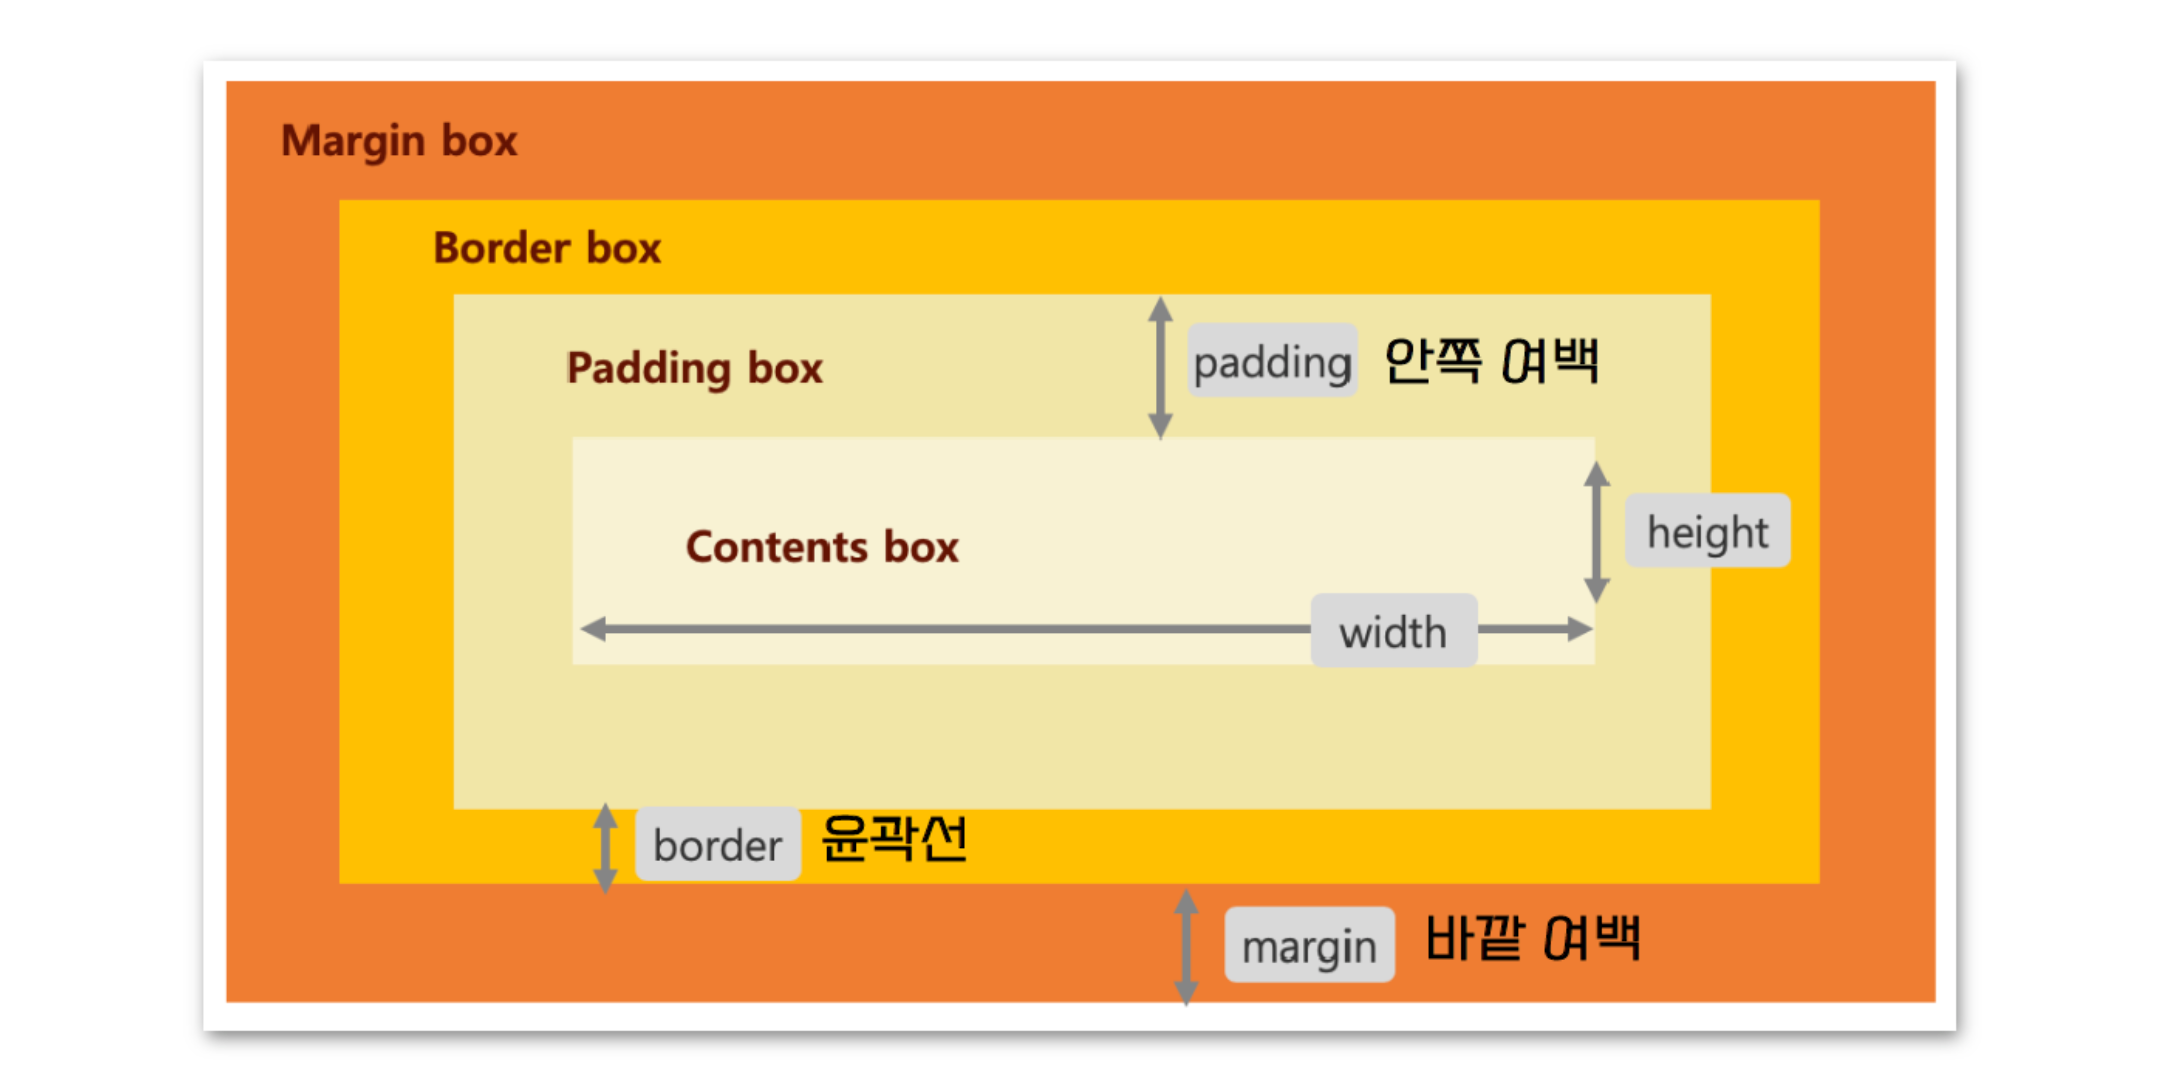 Margin box
Border box
Padding box
padding 안쪽 여백
Contents box
height
width
border 윤곽선
margin 바깥 여백